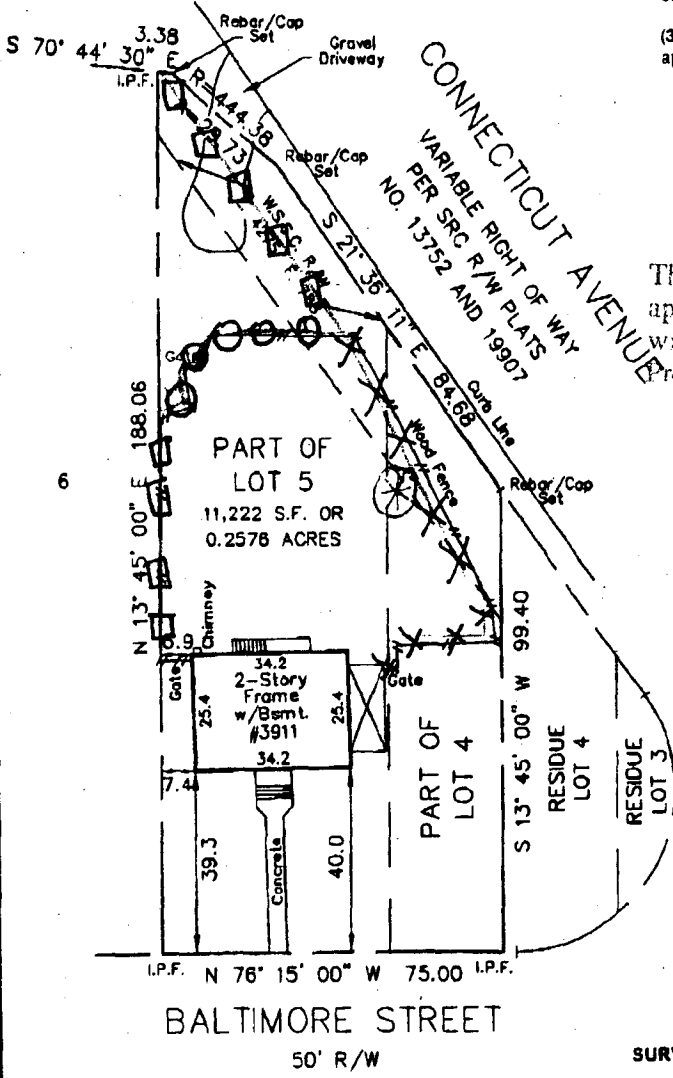 S 70° 44' 30" E
3.38
Rebar/Cap
Set
Gravel
Driveway
(3
I.P.F.
R=444.38
73
Rebar/Cap
Set
CONNECTICUT AVENUE
VARIABLE RIGHT OF WAY
PER SRC R/W PLATS
NO. 13752 AND 19907
Th
ap
S 21° 36' 11" E 84.68
Curb Line
Wood Fence
Rebar/Cap
Set
6
N 13° 45' 00" E 188.06
PART OF
LOT 5
11,222 S.F. OR
0.2576 ACRES
Chimney
Gate
34.2
2-Story
Frame
w/Bsmt.
#3911
34.2
25.4
25.4
Gate
7.4
39.3
Concrete
40.0
PART OF
LOT 4
S 13° 45' 00" W 99.40
RESIDUE
LOT 4
RESIDUE
LOT 3
I.P.F. N 76° 15' 00" W 75.00 I.P.F.
BALTIMORE STREET
50' R/W
SUR